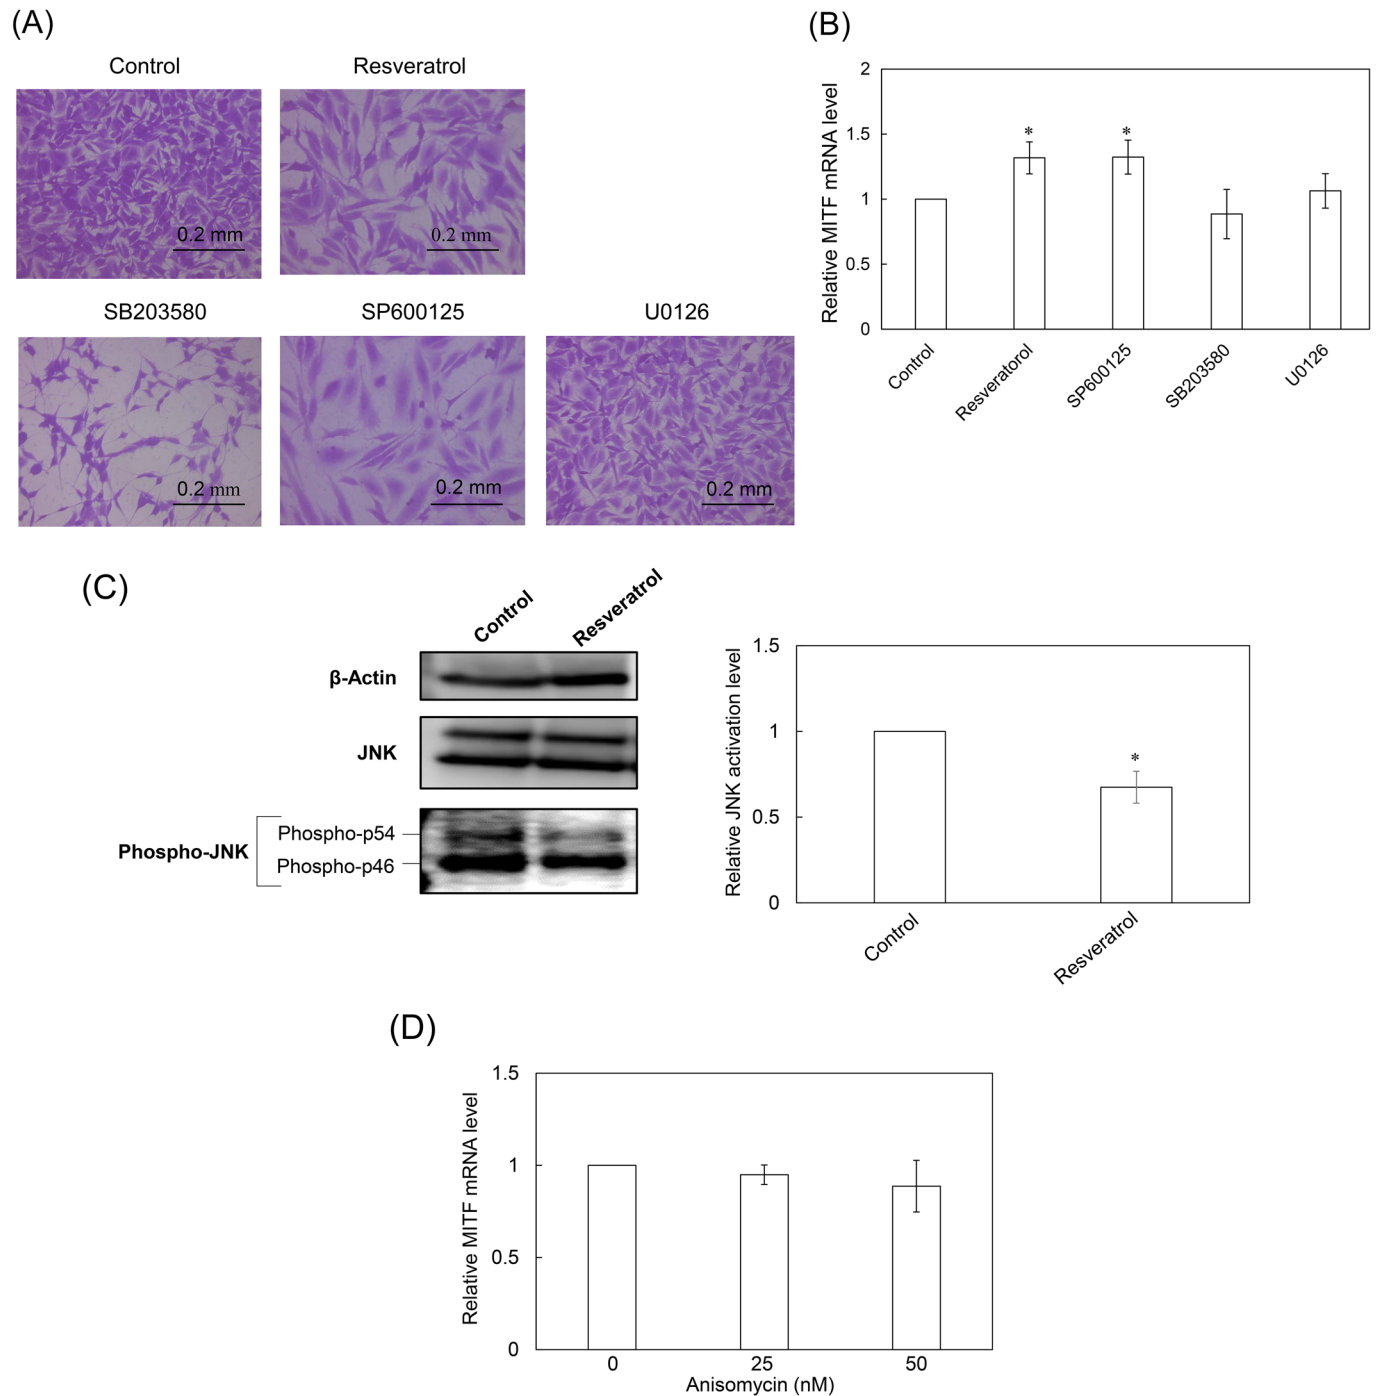 (A)
Control
Resveratrol
0.2 mm
0.2 mm
SB203580
SP600125
U0126
0.2 mm
0.2 mm
0.2 mm
(B)
Relative MITF mRNA level
2
1.5
1
0.5
0
*
*
Control
Resveratorol
SP600125
SB203580
U0126
(C)
Control
Resveratrol
β-Actin
JNK
Phospho-JNK
Phospho-p54
Phospho-p46
Relative JNK activation level
1.5
1
0.5
0
*
Control
Resveratrol
(D)
Relative MITF mRNA level
1.5
1
0.5
0
0
25
50
Anisomycin (nM)